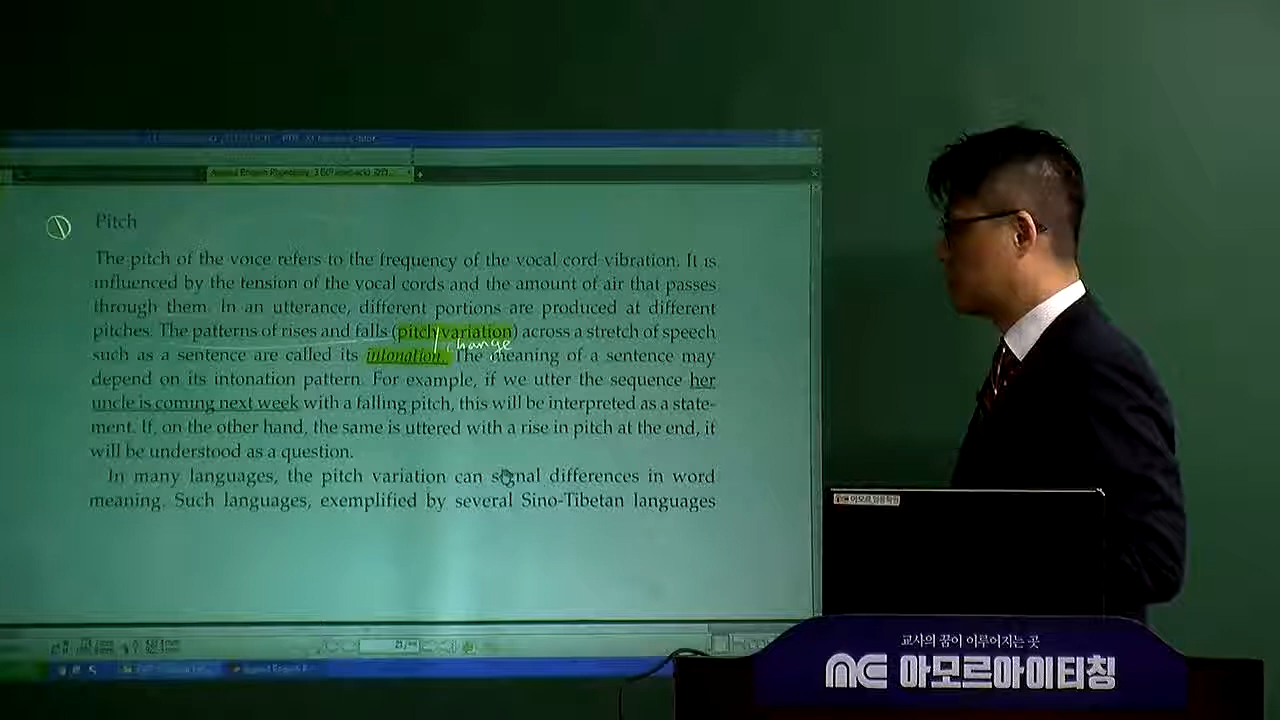 Applied English Phonology, 3
Pitch
The pitch of the voice refers to the frequency of the vocal cord vibration. It is
influenced by the tension of the vocal cords and the amount of air that passes
through them. In an utterance, different portions are produced at different
pitches. The patterns of rises and falls (pitch variation) across a stretch of speech
change
such as a sentence are called its intonation. The meaning of a sentence may
depend on its intonation pattern. For example, if we utter the sequence her
uncle is coming next week with a falling pitch, this will be interpreted as a state-
ment. If, on the other hand, the same is uttered with a rise in pitch at the end, it
will be understood as a question.
In many languages, the pitch variation can signal differences in word
meaning. Such languages, exemplified by several Sino-Tibetan languages
교사의 꿈이 이루어지는 곳
아모르아이티칭